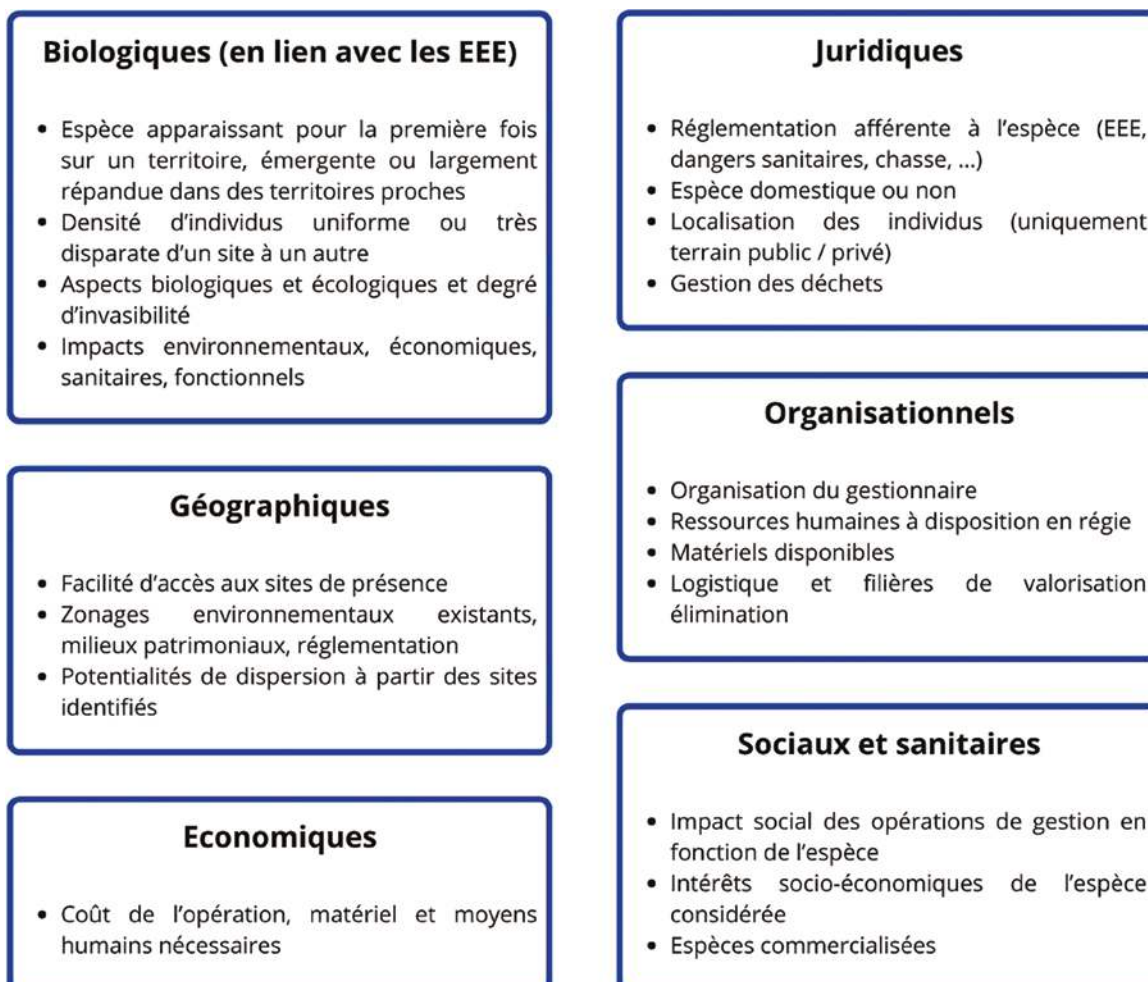 Biologiques (en lien avec les EEE)
• Espèce apparaissant pour la première fois
sur un territoire, émergente ou largement
répandue dans des territoires proches
• Densité d'individus uniforme ou très
disparate d'un site à un autre
• Aspects biologiques et écologiques et degré
d'invasibilité
• Impacts environnementaux, économiques,
sanitaires, fonctionnels
Géographiques
• Facilité d'accès aux sites de présence
• Zonages environnementaux existants,
milieux patrimoniaux, réglementation
• Potentialités de dispersion à partir des sites
identifiés
Economiques
• Coût de l'opération, matériel et moyens
humains nécessaires
Juridiques
• Réglementation afférente à l'espèce (EEE,
dangers sanitaires, chasse, ...)
• Espèce domestique ou non
• Localisation des individus (uniquement
terrain public / privé)
• Gestion des déchets
Organisationnels
• Organisation du gestionnaire
• Ressources humaines à disposition en régie
• Matériels disponibles
• Logistique et filières de valorisation
élimination
Sociaux et sanitaires
• Impact social des opérations de gestion en
fonction de l'espèce
• Intérêts socio-économiques de l'espèce
considérée
• Espèces commercialisées